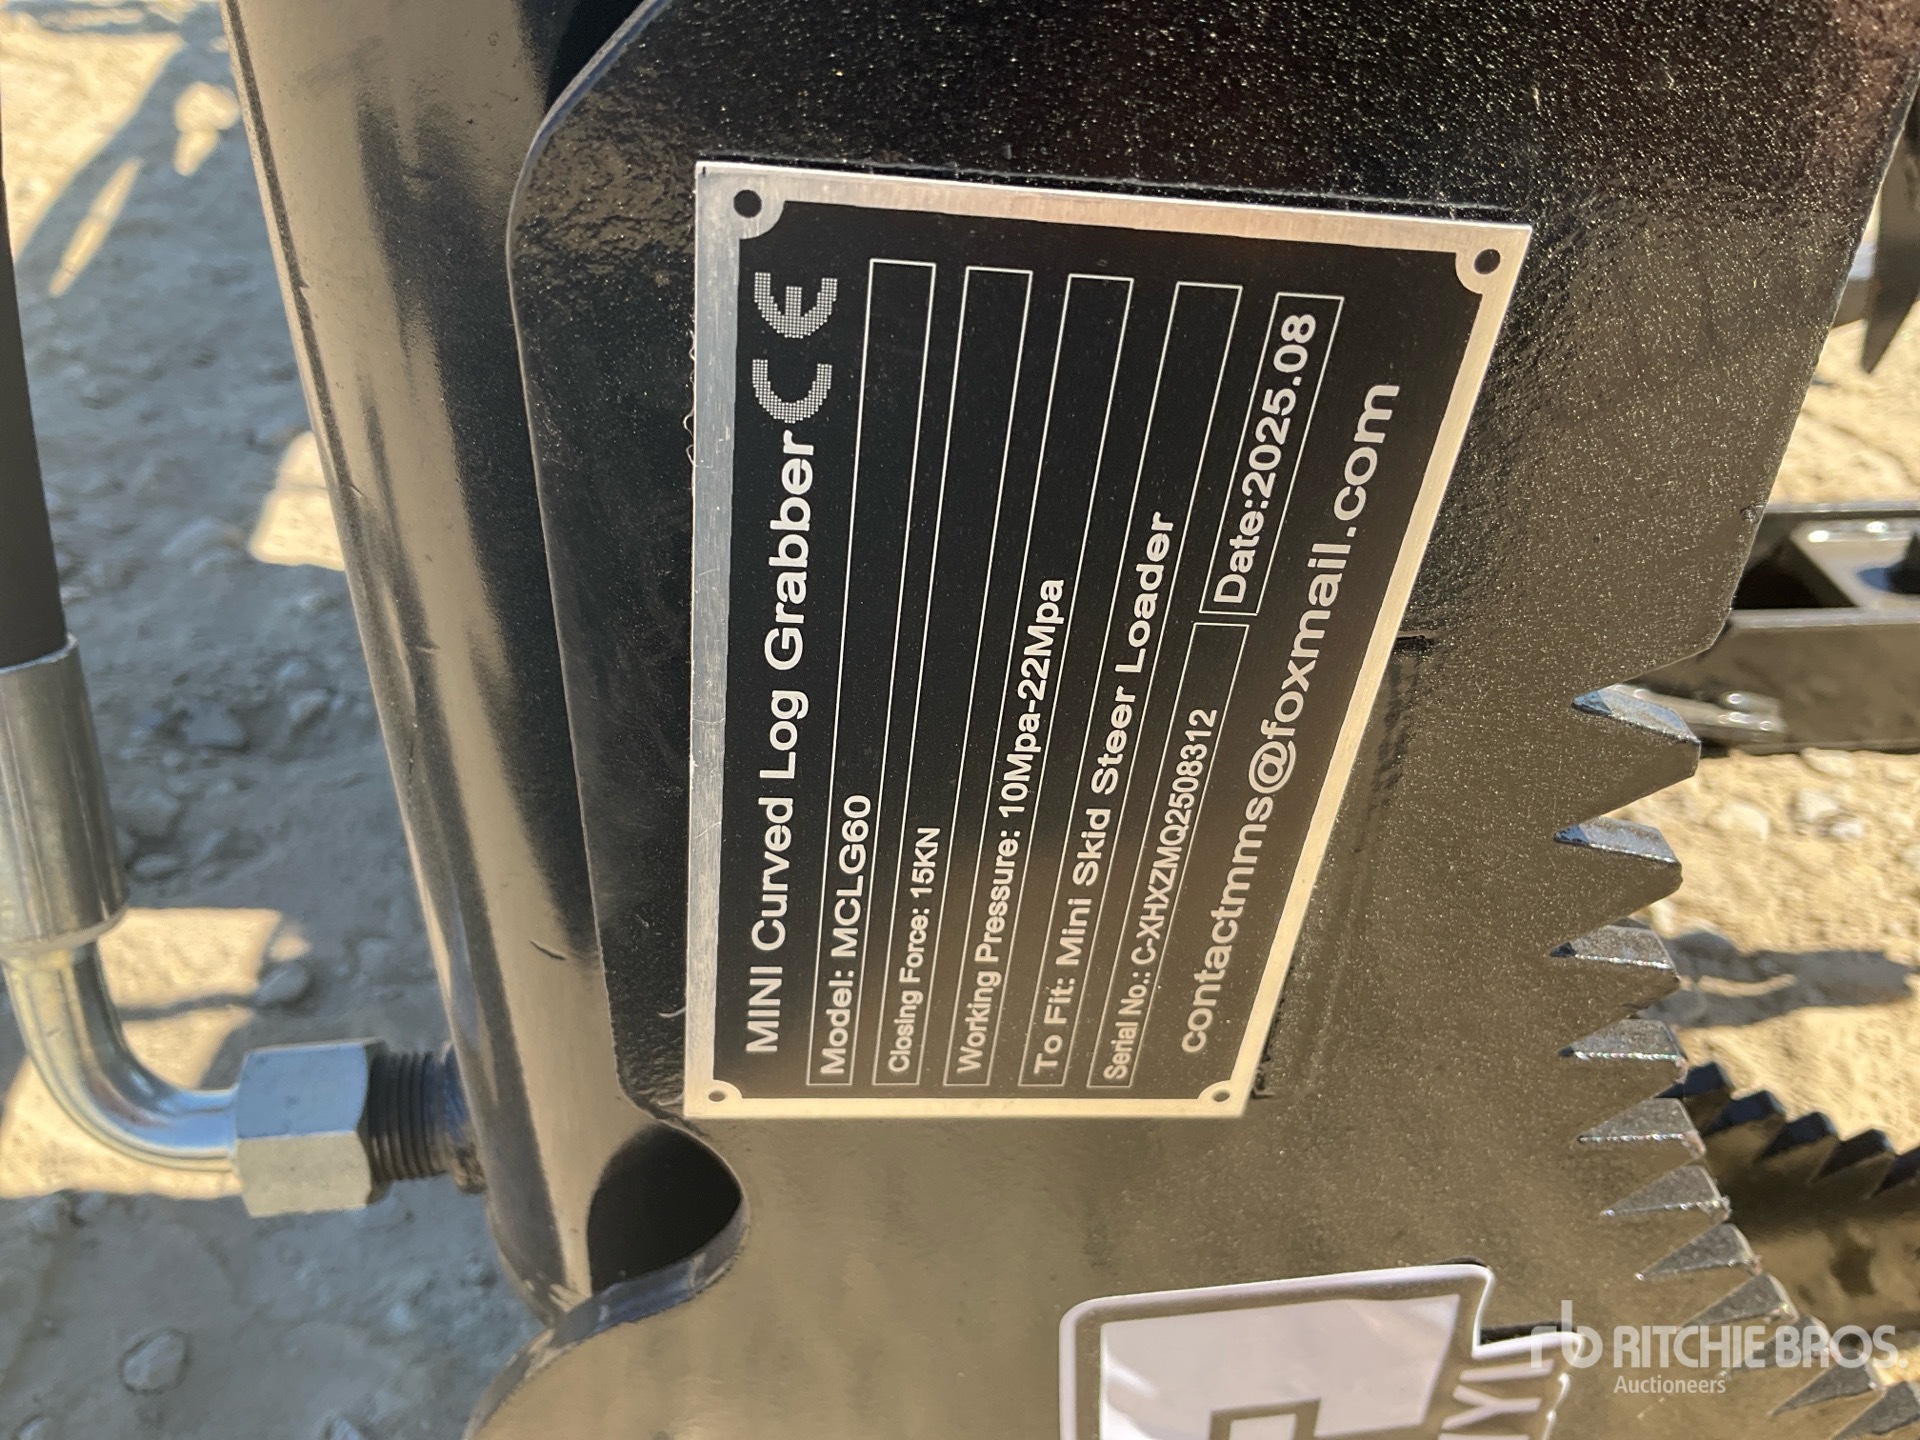 MINI Curved Log Grabber CE
Model: MCLG60
Closing Force: 15KN
Working Pressure: 10Mpa-22Mpa
To Fit: Mini Skid Steer Loader
Serial No.: C-XHXZMQ2508312 Date:2025.08
contactmms@foxmail.com
rb RITCHIE BROS.
Auctioneers